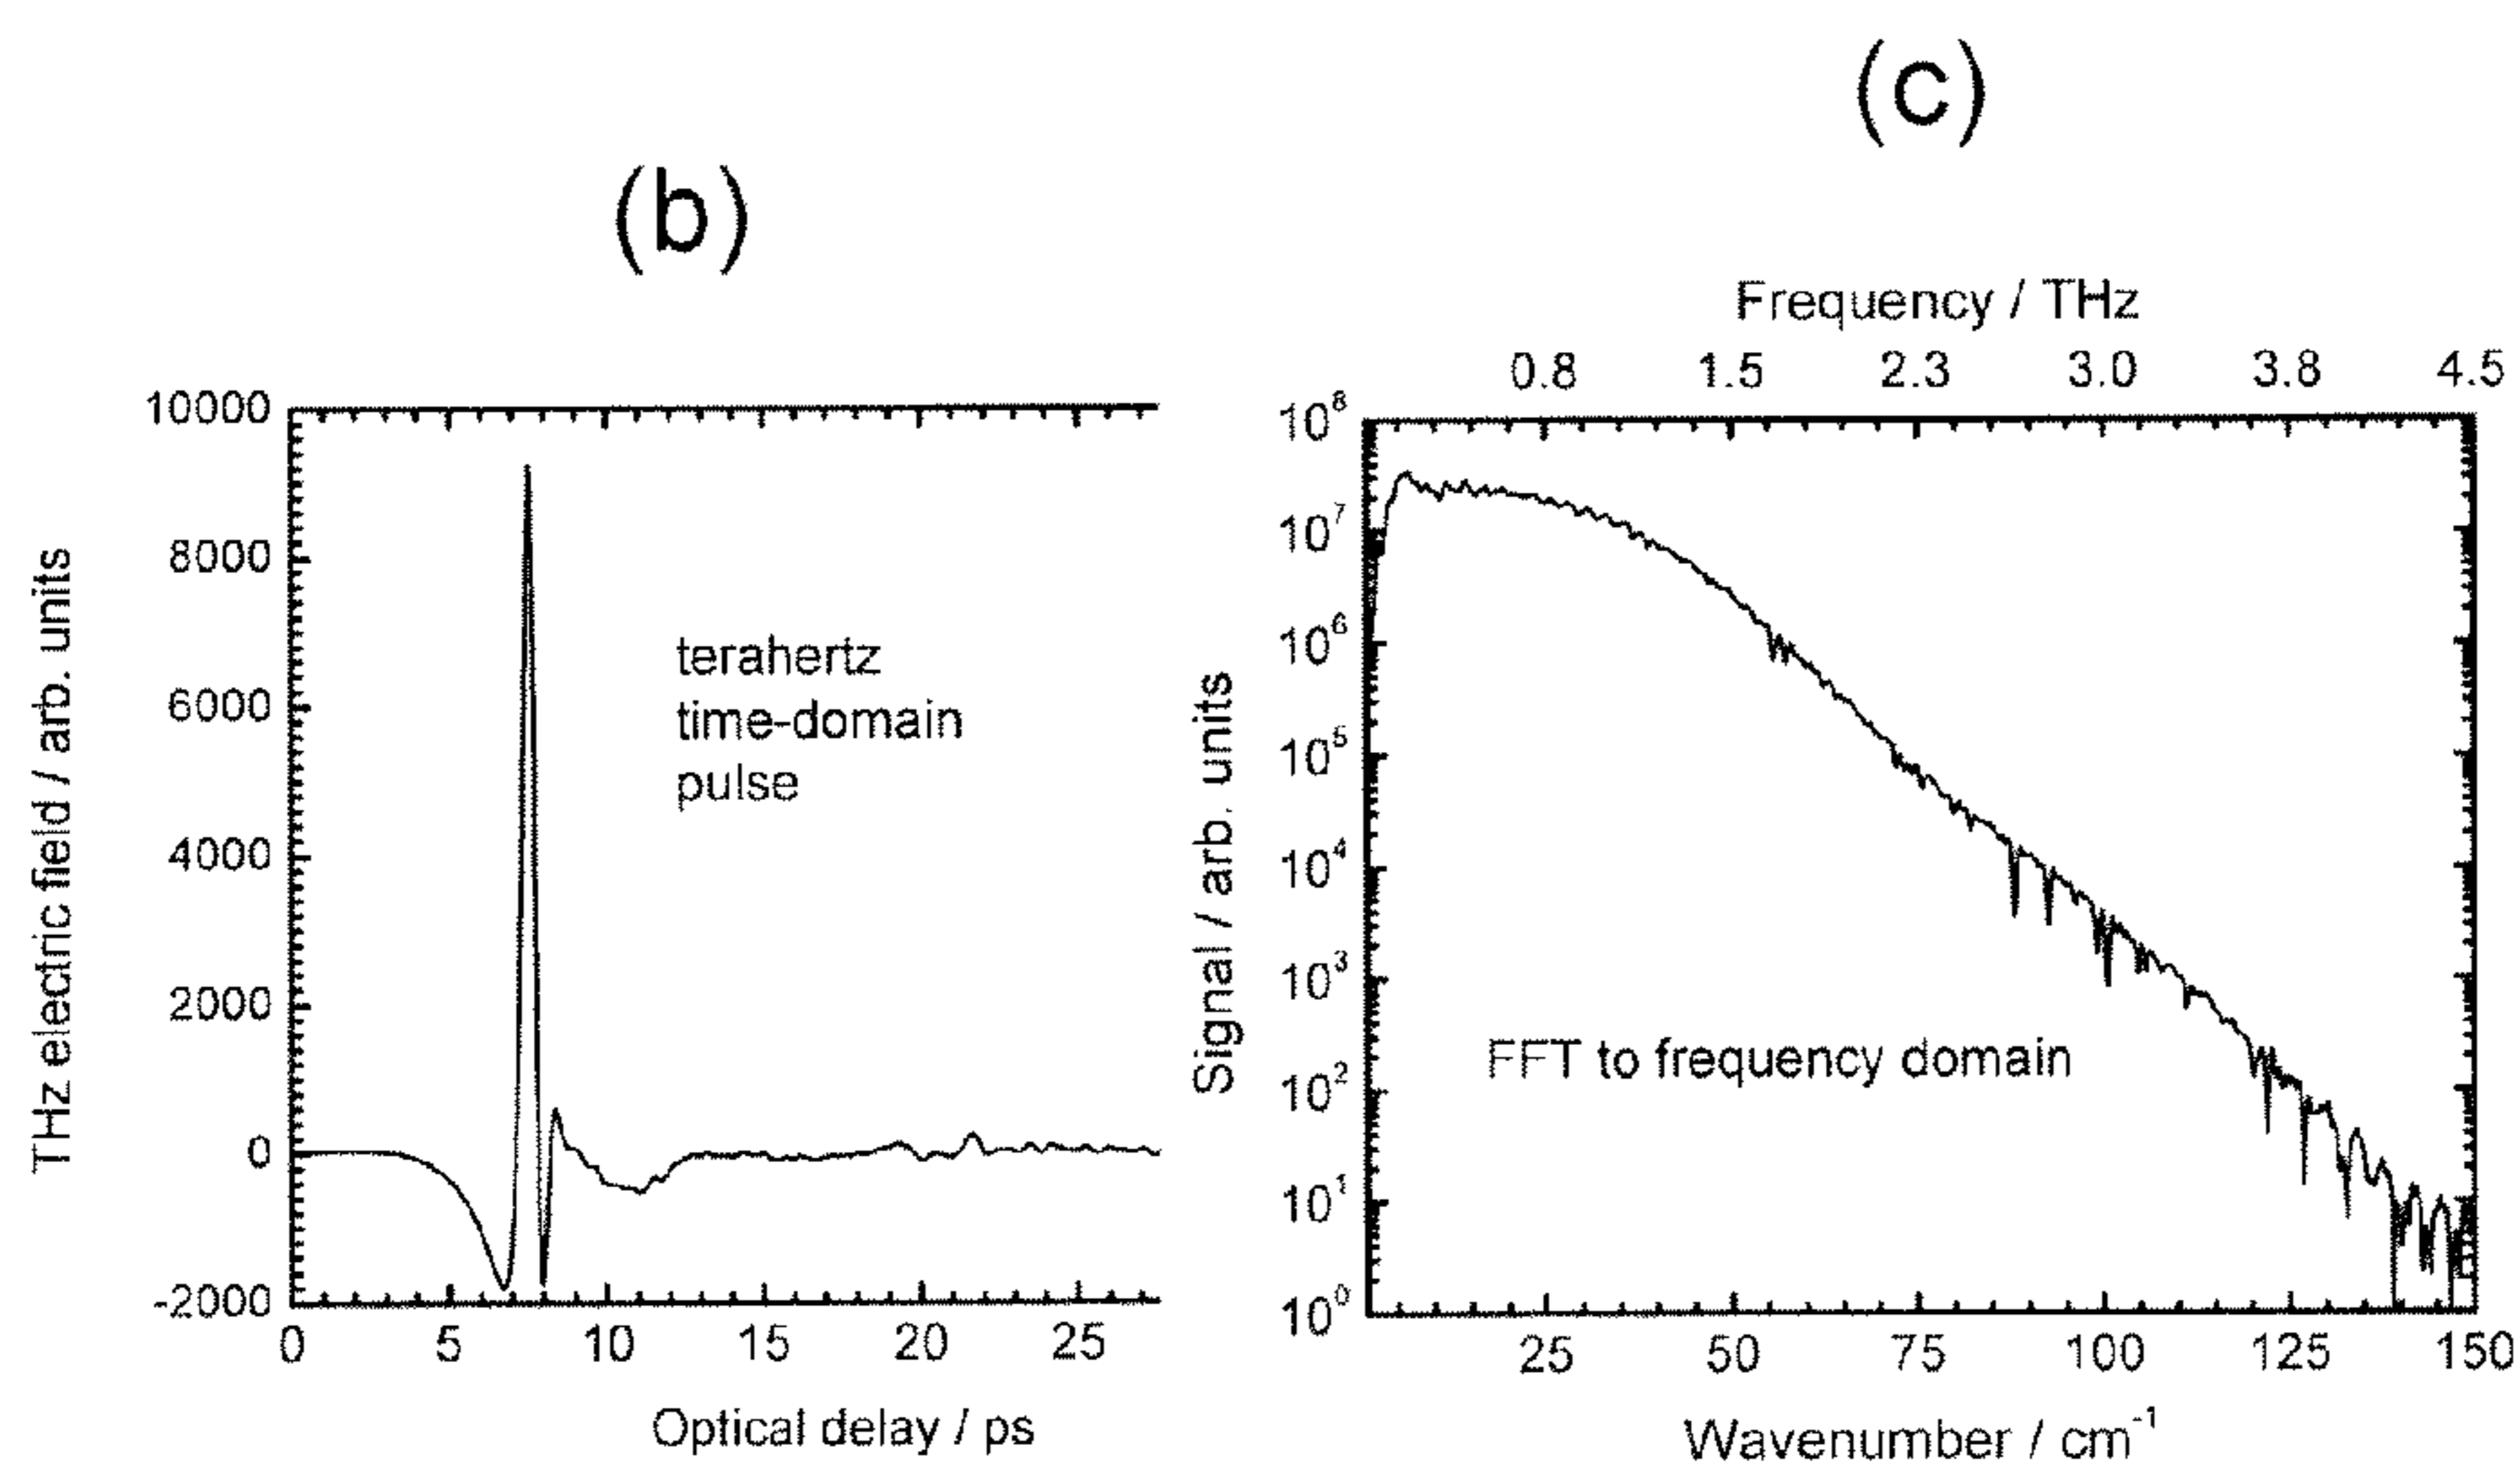 (b)
10000
8000
6000
4000
2000
0
-2000
THz electric field / arb. units
terahertz
time-domain
pulse
0 5 10 15 20 25
Optical delay / ps
(c)
Frequency / THz
0.8 1.5 2.3 3.0 3.8 4.5
10⁸
10⁷
10⁶
10⁵
10⁴
10³
10²
10¹
10⁰
Signal / arb. units
FFT to frequency domain
25 50 75 100 125 150
Wavenumber / cm⁻¹